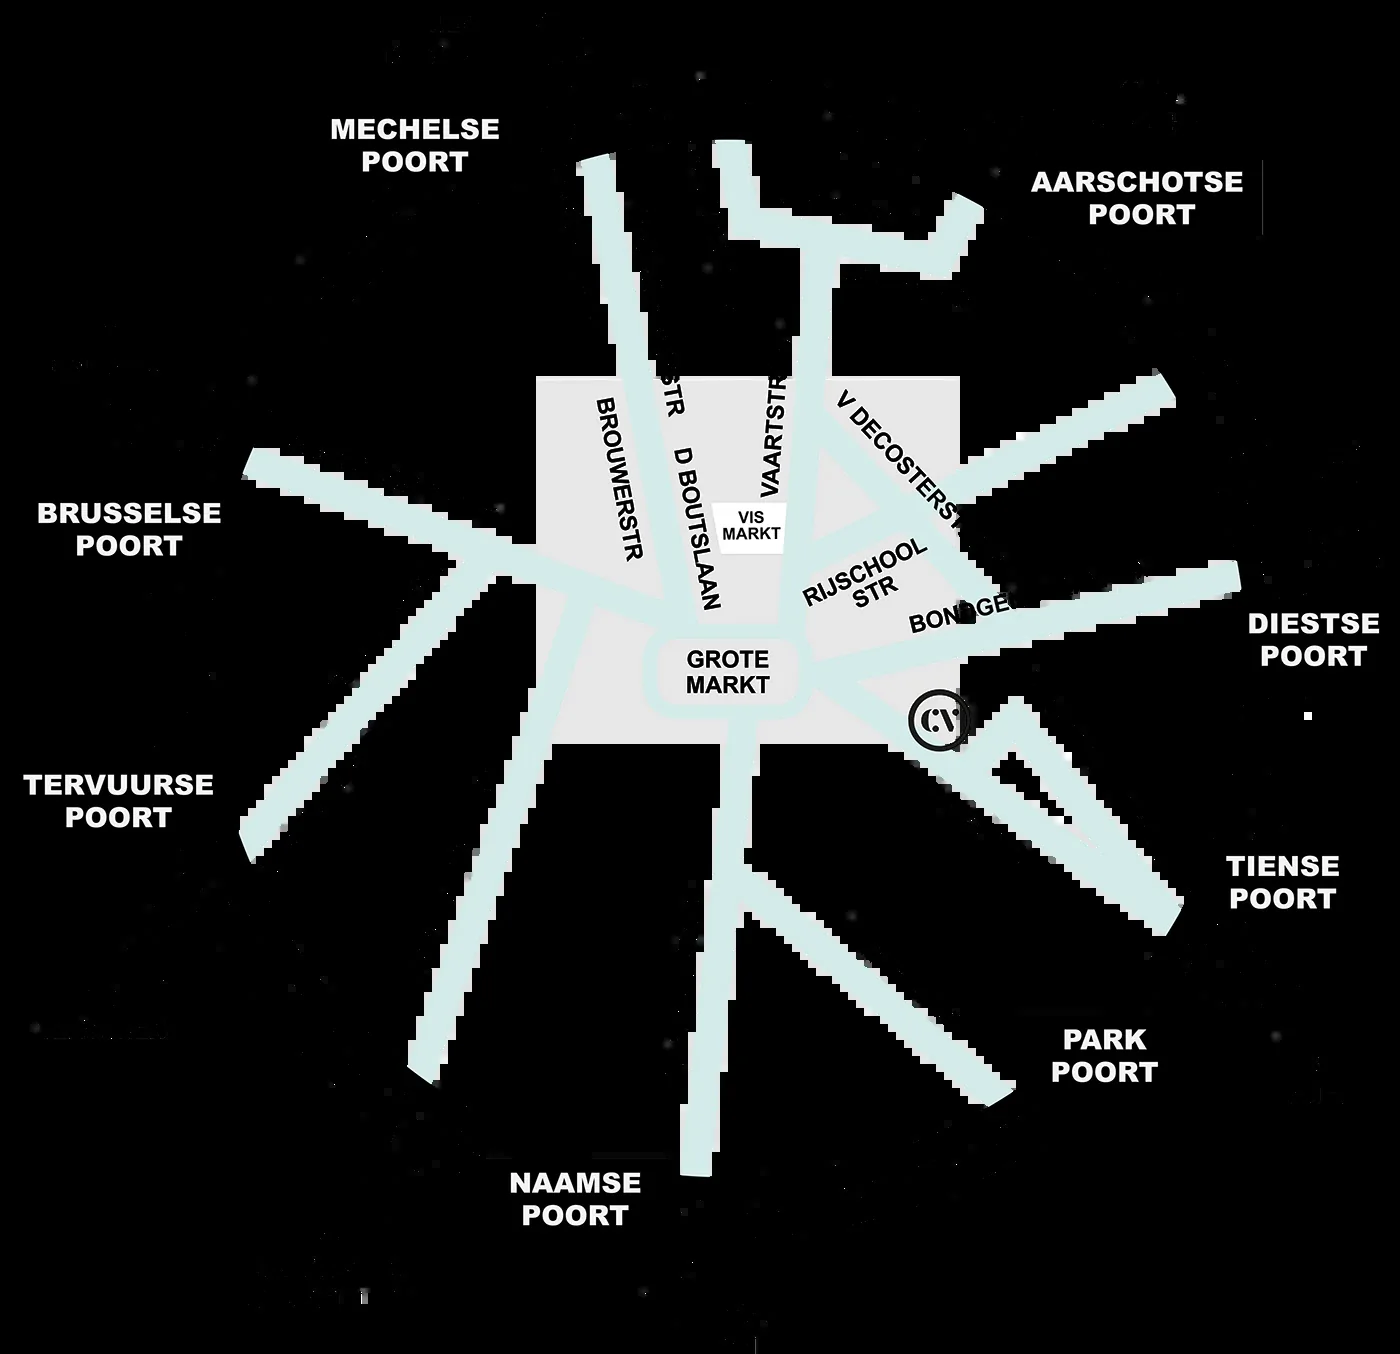 MECHELSE
POORT
AARSCHOTSE
POORT
STR
BROUWERSTR
D BOUTSLAAN
VAARTSTR
V DECOSTERST
VIS
MARKT
BRUSSELSE
POORT
RIJSCHOOL
STR
GROTE
MARKT
DIESTSE
POORT
CV
TERVUURSE
POORT
TIENSE
POORT
PARK
POORT
NAAMSE
POORT